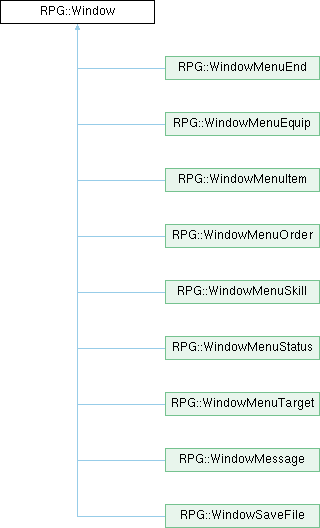 RPG::Window
RPG::WindowMenuEnd
RPG::WindowMenuEquip
RPG::WindowMenuItem
RPG::WindowMenuOrder
RPG::WindowMenuSkill
RPG::WindowMenuStatus
RPG::WindowMenuTarget
RPG::WindowMessage
RPG::WindowSaveFile